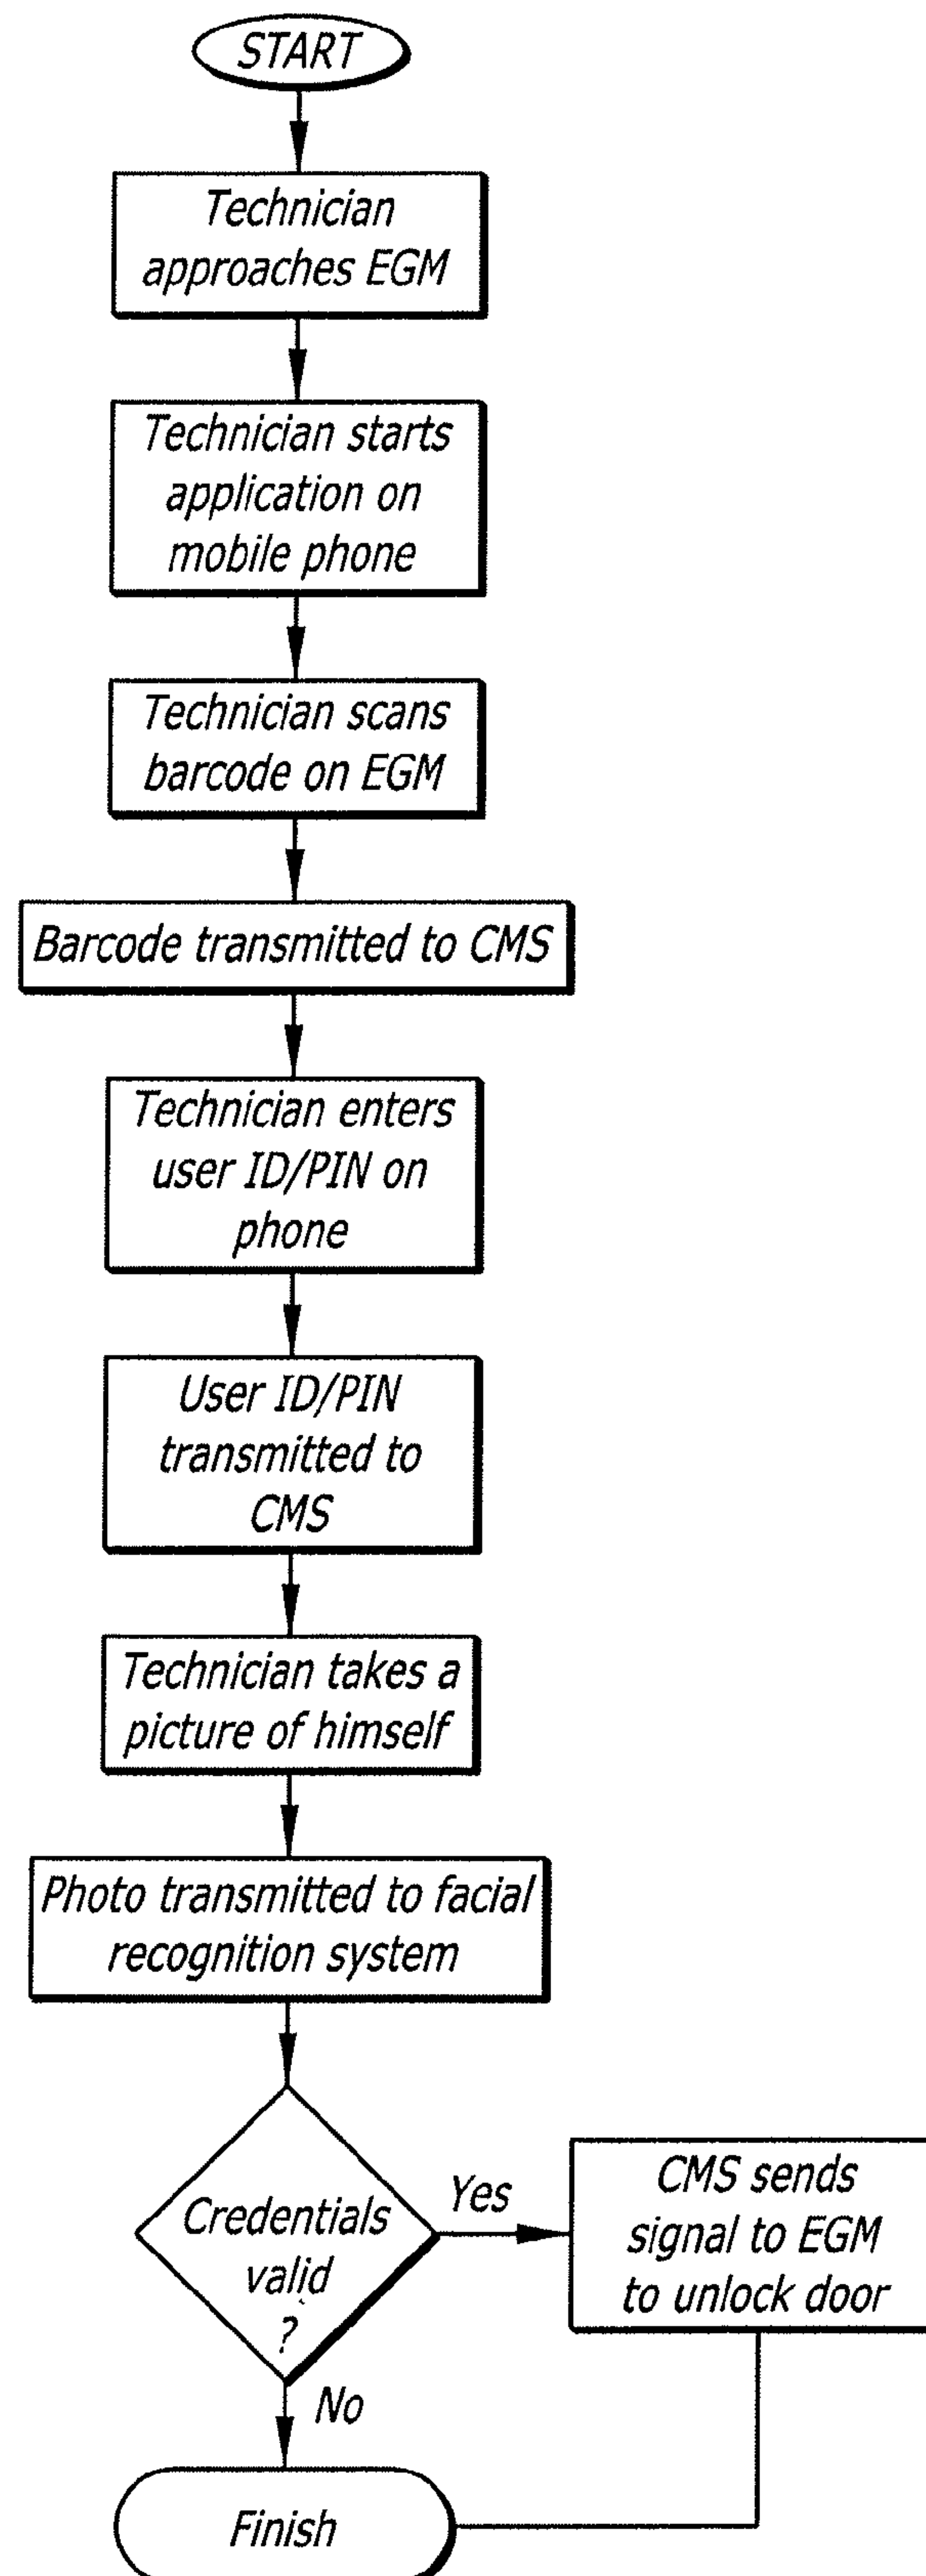 START
Technician
approaches EGM
Technician starts
application on
mobile phone
Technician scans
barcode on EGM
Barcode transmitted to CMS
Technician enters
user ID/PIN on
phone
User ID/PIN
transmitted to
CMS
Technician takes a
picture of himself
Photo transmitted to facial
recognition system
Credentials
valid
?
Yes
CMS sends
signal to EGM
to unlock door
No
Finish